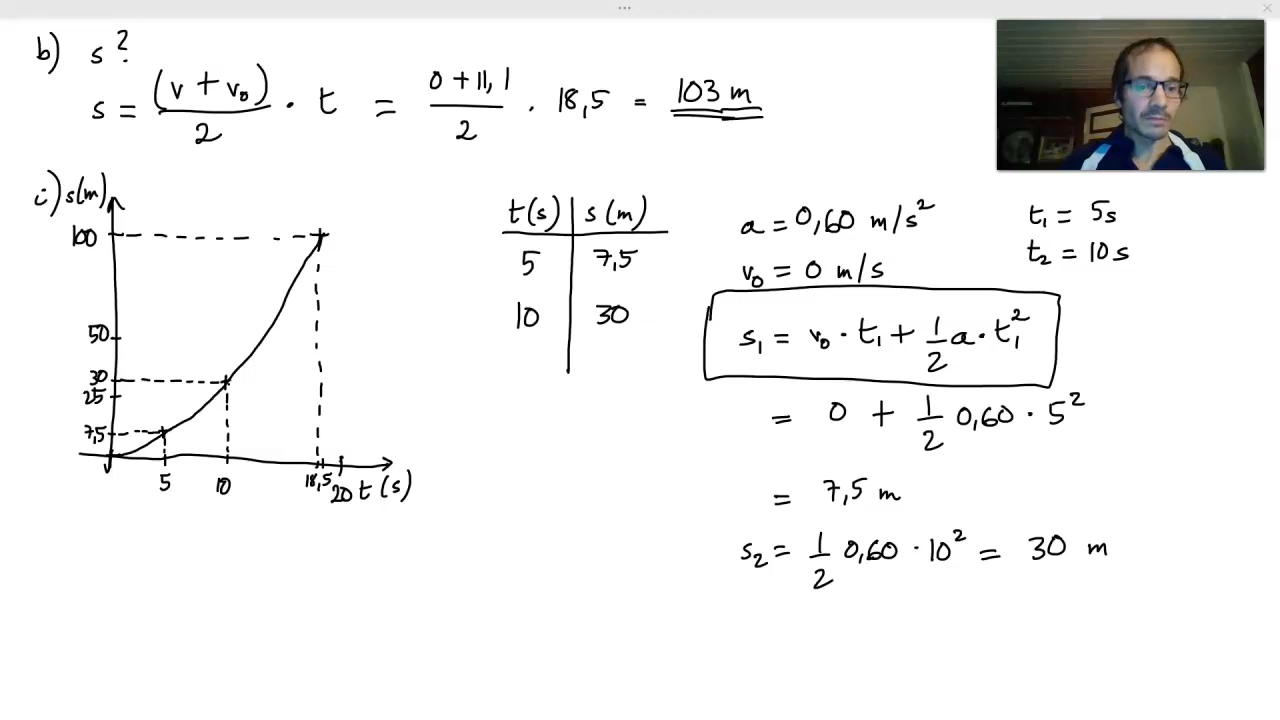 b) s?
s = (v + v₀)/2 · t = (0 + 11,1)/2 · 18,5 = 103 m
c) s(m)
100
50
30
25
7,5
5 10 18,5 20 t(s)
t(s) | s(m)
5 | 7,5
10 | 30
a = 0,60 m/s²
v₀ = 0 m/s
t₁ = 5s
t₂ = 10s
s₁ = v₀ · t₁ + 1/2 a · t₁²
= 0 + 1/2 0,60 · 5²
= 7,5 m
s₂ = 1/2 0,60 · 10² = 30 m